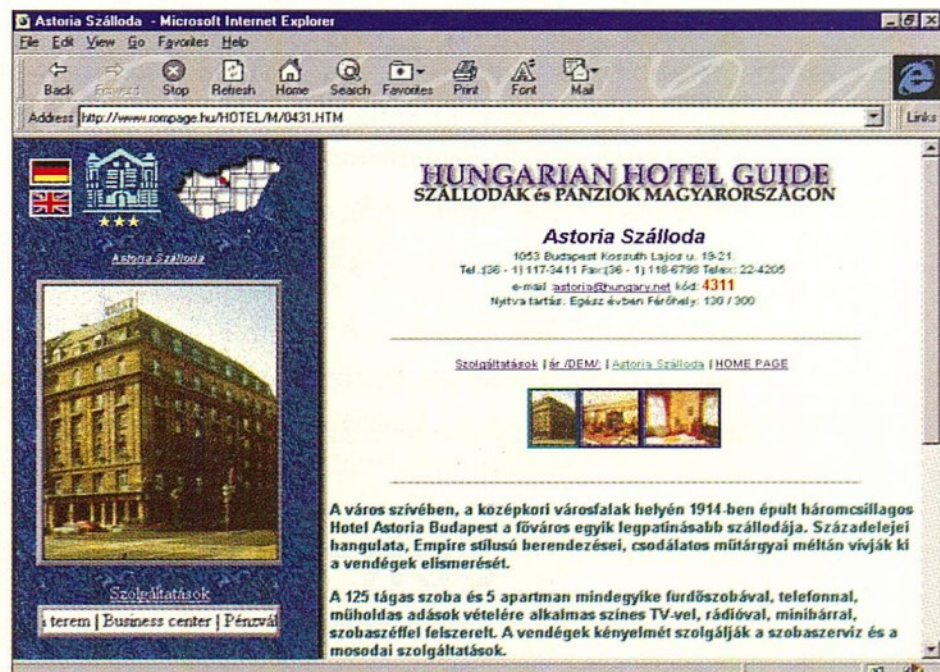 Astoria Szálloda - Microsoft Internet Explorer
File Edit View Go Favorites Help
Back Forward Stop Refresh Home Search Favorites Print Font Mail
Address http://www.rompage.hu/HOTEL/M/0431.HTM Links
HUNGARIAN HOTEL GUIDE
SZÁLLODÁK és PANZIÓK MAGYARORSZÁGON
Astoria Szálloda
Astoria Szálloda
1053 Budapest Kossuth Lajos u. 19-21.
Tel.:(36 - 1) 117-3411 Fax:(36 - 1) 118-6798 Telex: 22-4205
e-mail :astoria@hungary.net kód: 4311
Nyitva tartás: Egész évben Férőhely: 130 / 300
Szolgáltatások | ár /DEM/: | Astoria Szálloda | HOME PAGE
A város szívében, a középkori városfalak helyén 1914-ben épült háromcsillagos
Hotel Astoria Budapest a főváros egyik legpatinásabb szállodája. Századelejei
hangulata, Empire stílusú berendezései, csodálatos műtárgyai méltán vívják ki
a vendégek elismerését.
A 125 tágas szoba és 5 apartman mindegyike fürdőszobával, telefonnal,
műholdas adások vételére alkalmas színes TV-vel, rádióval, minibárral,
szobaszéffel felszerelt. A vendégek kényelmét szolgálják a szobaszerviz és a
mosodai szolgáltatások.
Szolgáltatások
terem | Business center | Pénzvál